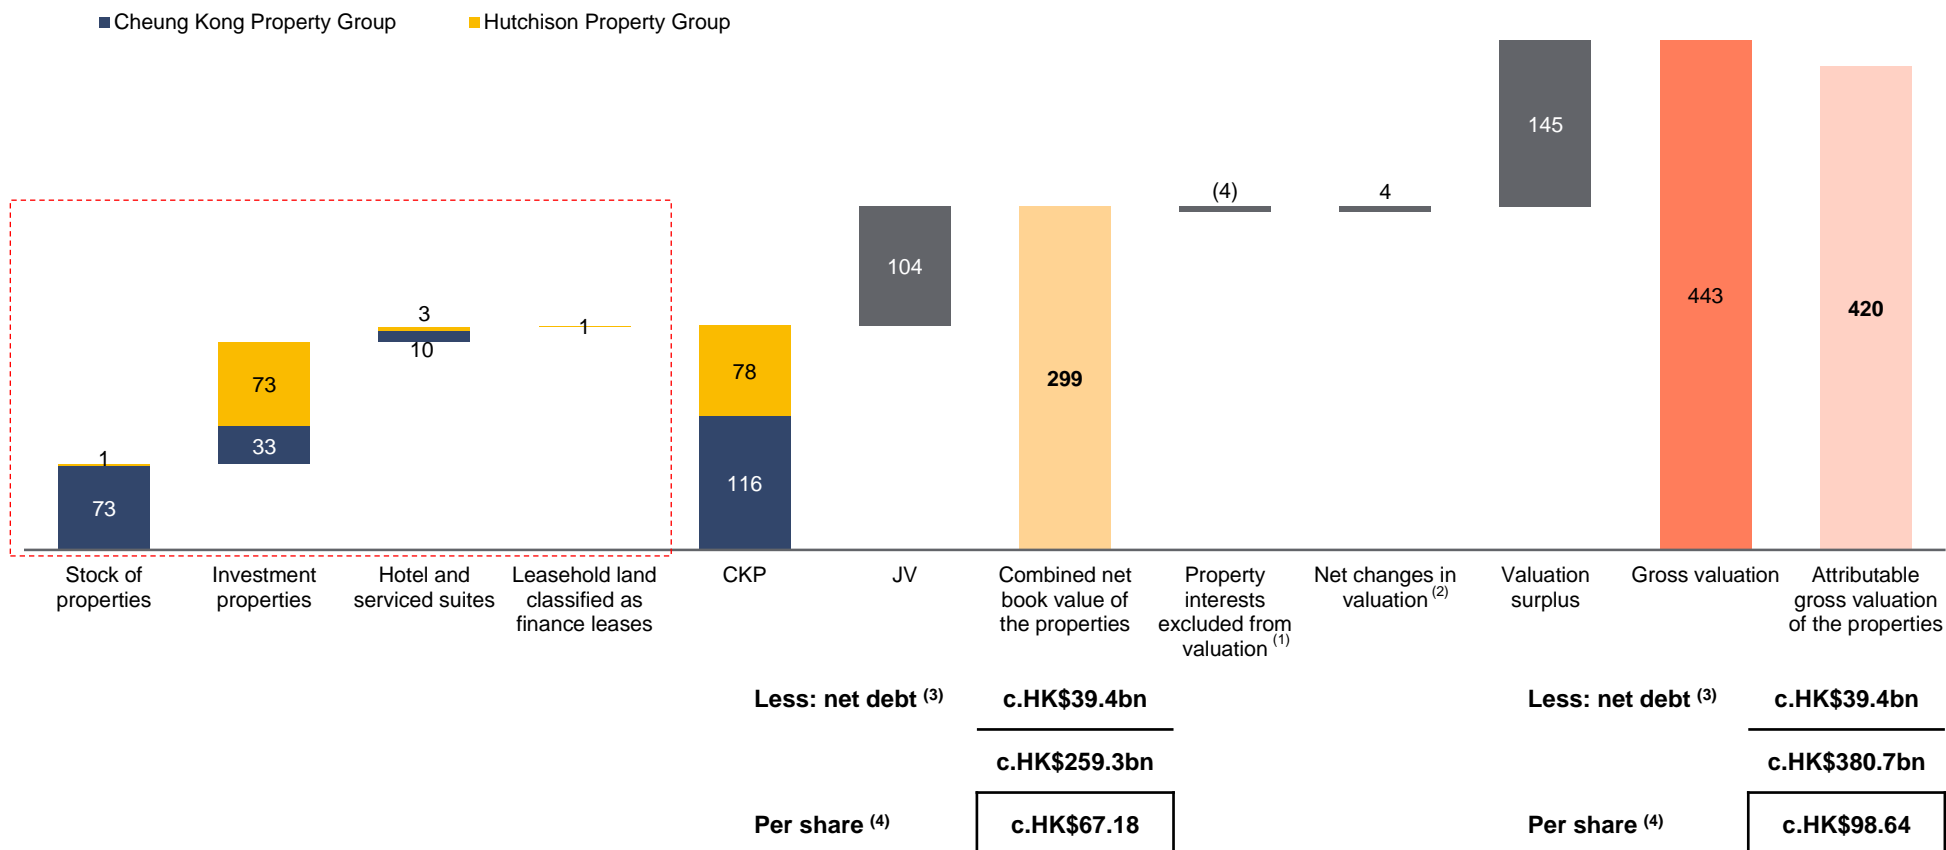 Cheung Kong Property Group
Hutchison Property Group
1
73
73
33
3
10
1
78
116
104
299
(4)
4
145
443
420
Stock of
properties
Investment
properties
Hotel and
serviced suites
Leasehold land
classified as
finance leases
CKP
JV
Combined net
book value of
the properties
Property
interests
excluded from
valuation (1)
Net changes in
valuation (2)
Valuation
surplus
Gross valuation
Attributable
gross valuation
of the properties
Less: net debt (3) c.HK$39.4bn
c.HK$259.3bn
Per share (4) c.HK$67.18
Less: net debt (3) c.HK$39.4bn
c.HK$380.7bn
Per share (4) c.HK$98.64